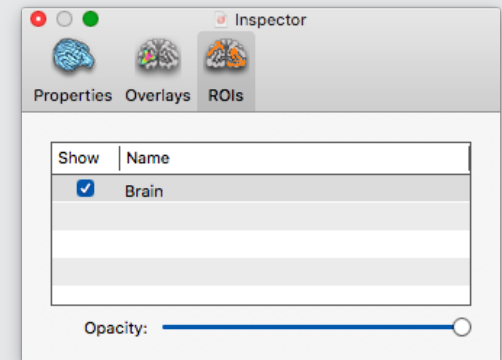 Inspector
Properties Overlays ROIs
Show Name
Brain
Opacity: